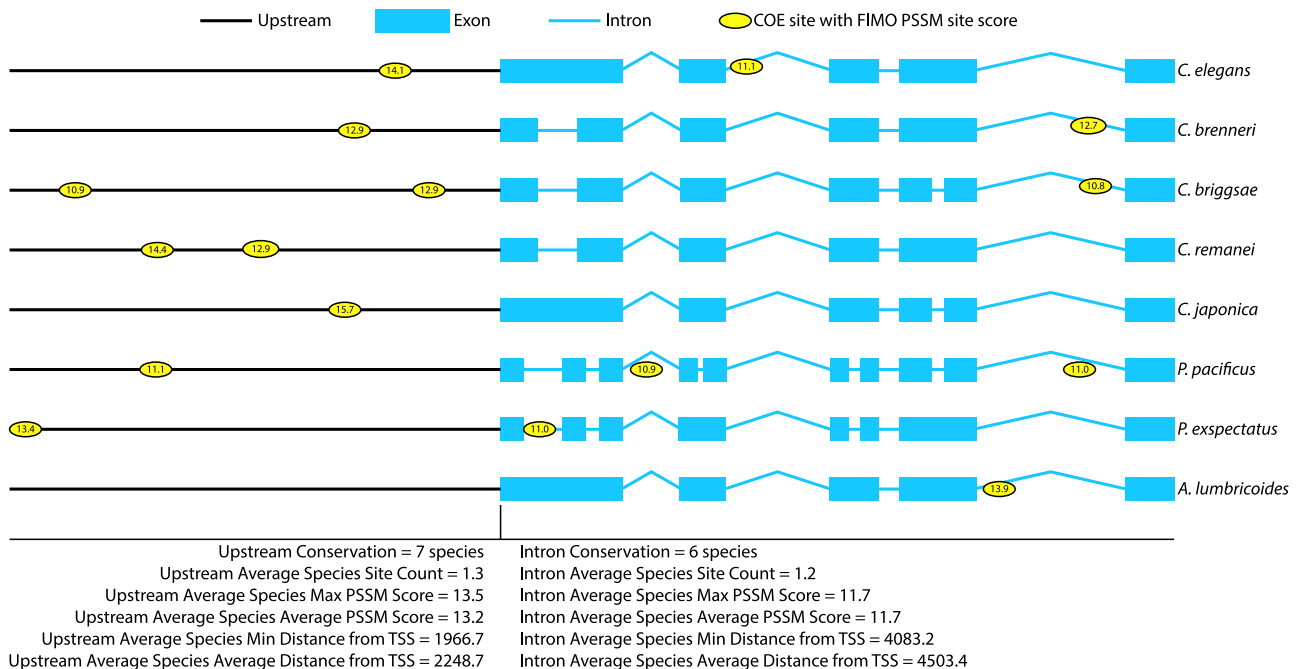 Upstream Exon Intron COE site with FIMO PSSM site score
14.1 11.1 C. elegans
12.9 12.7 C. brenneri
10.9 12.9 10.8 C. briggsae
14.4 12.9 C. remanei
15.7 C. japonica
11.1 10.9 11.0 P. pacificus
13.4 11.0 P. exspectatus
13.9 A. lumbricoides
Upstream Conservation = 7 species
Upstream Average Species Site Count = 1.3
Upstream Average Species Max PSSM Score = 13.5
Upstream Average Species Average PSSM Score = 13.2
Upstream Average Species Min Distance from TSS = 1966.7
Upstream Average Species Average Distance from TSS = 2248.7
Intron Conservation = 6 species
Intron Average Species Site Count = 1.2
Intron Average Species Max PSSM Score = 11.7
Intron Average Species Average PSSM Score = 11.7
Intron Average Species Min Distance from TSS = 4083.2
Intron Average Species Average Distance from TSS = 4503.4